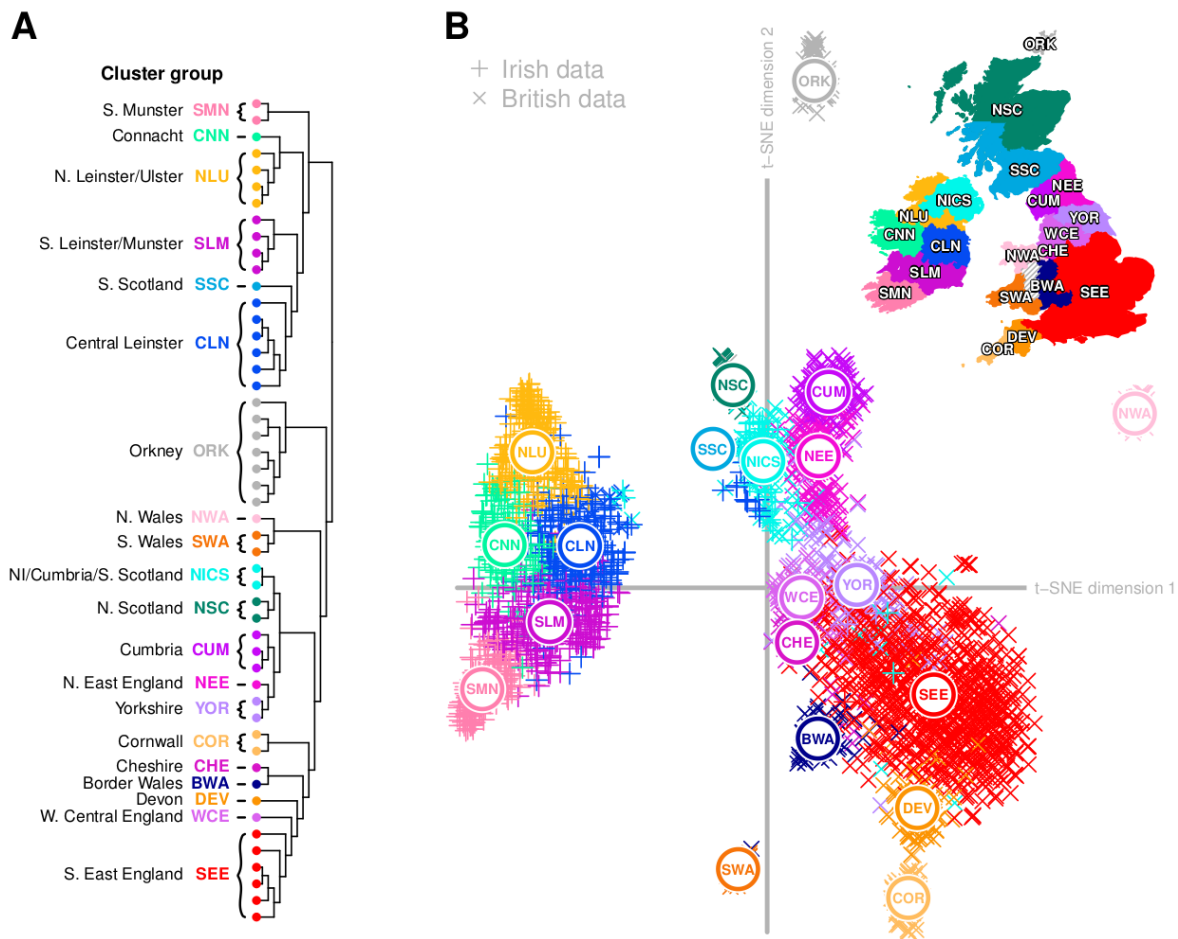 A
Cluster group
S. Munster SMN
Connacht CNN
N. Leinster/Ulster NLU
S. Leinster/Munster SLM
S. Scotland SSC
Central Leinster CLN
Orkney ORK
N. Wales NWA
S. Wales SWA
NI/Cumbria/S. Scotland NICS
N. Scotland NSC
Cumbria CUM
N. East England NEE
Yorkshire YOR
Cornwall COR
Cheshire CHE
Border Wales BWA
Devon DEV
W. Central England WCE
S. East England SEE
B
+ Irish data
× British data
t−SNE dimension 2
t−SNE dimension 1
ORK
NSC
SSC
NEE
CUM
NICS
NLU
YOR
CNN
WCE
CLN
CHE
NWA
SLM
BWA
SMN
SWA
SEE
DEV
COR
ORK
NSC
CUM
NWA
NLU
SSC
NICS
NEE
CNN
CLN
YOR
WCE
SLM
CHE
SMN
SEE
BWA
DEV
SWA
COR